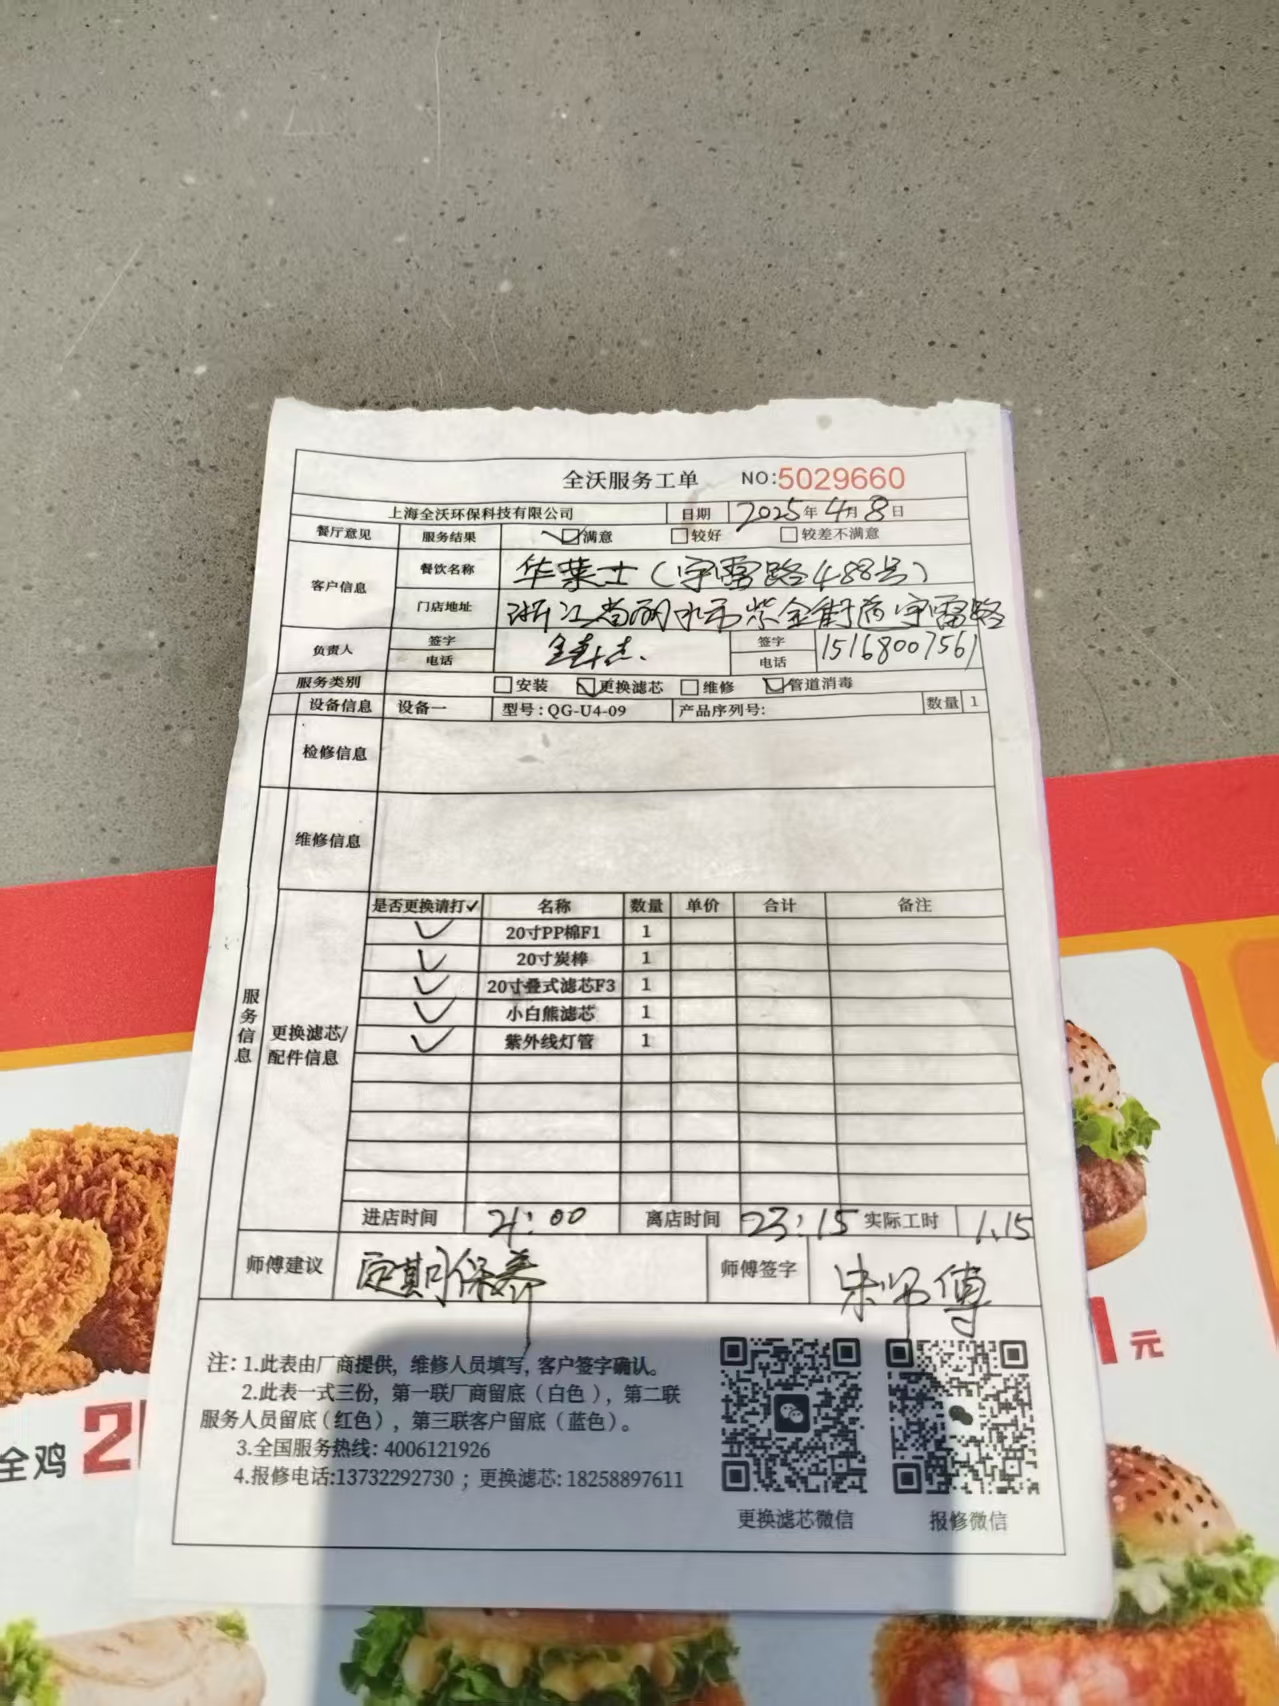 全沃服务工单 NO:5029660
上海全沃环保科技有限公司 日期 2025年4月8日
餐厅意见 服务结果 满意 较好 较差不满意
客户信息 餐饮名称 华莱士(宇雷路488号)
门店地址 浙江省丽水市紫金街道宇雷路
负责人 签字 电话 签字 电话 15168007561
服务类别 安装 更换滤芯 维修 管道消毒
设备信息 设备一 型号:QG-U4-09 产品序列号: 数量 1
检修信息
维修信息
服务信息
更换滤芯/配件信息
是否更换请打✓ 名称 数量 单价 合计 备注
✓ 20寸PP棉F1 1
✓ 20寸炭棒 1
✓ 20寸叠式滤芯F3 1
✓ 小白熊滤芯 1
✓ 紫外线灯管 1
进店时间 21:00 离店时间 23:15 实际工时 1.15
师傅建议 定期保养 师傅签字 朱师傅
注: 1.此表由厂商提供, 维修人员填写, 客户签字确认。
2.此表一式三份, 第一联厂商留底(白色), 第二联
服务人员留底(红色), 第三联客户留底(蓝色)。
3.全国服务热线: 4006121926
4.报修电话:13732292730 ; 更换滤芯: 18258897611
更换滤芯微信 报修微信
全鸡 2
1元